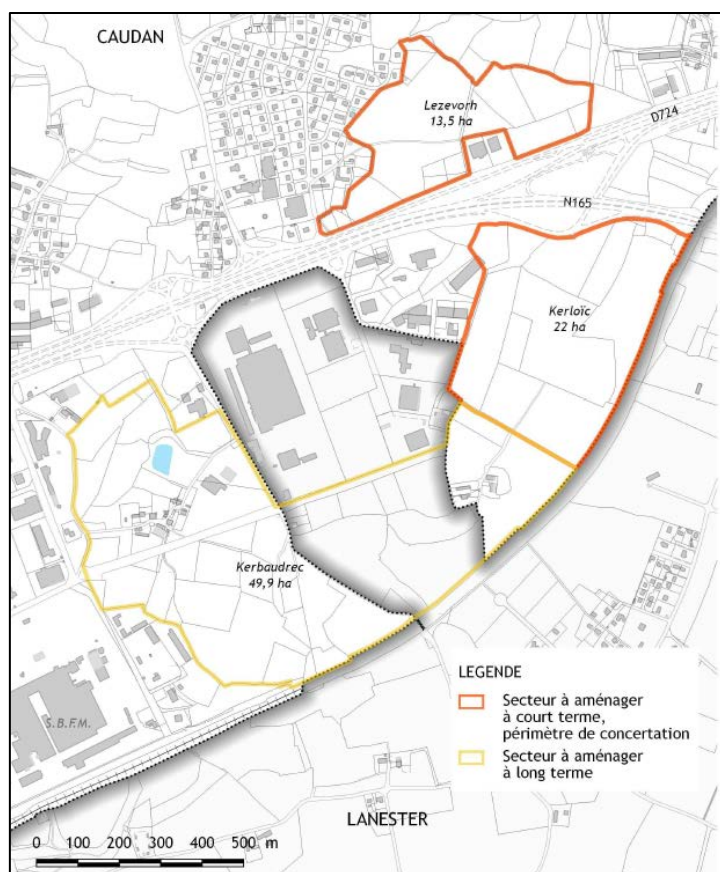 CAUDAN
Lezevorh
13,5 ha
D724
N165
Kerloïc
22 ha
Kerbaudrec
49,9 ha
S.B.F.M.
LEGENDE
Secteur à aménager
à court terme,
périmètre de concertation
Secteur à aménager
à long terme
LANESTER
0 100 200 300 400 500 m